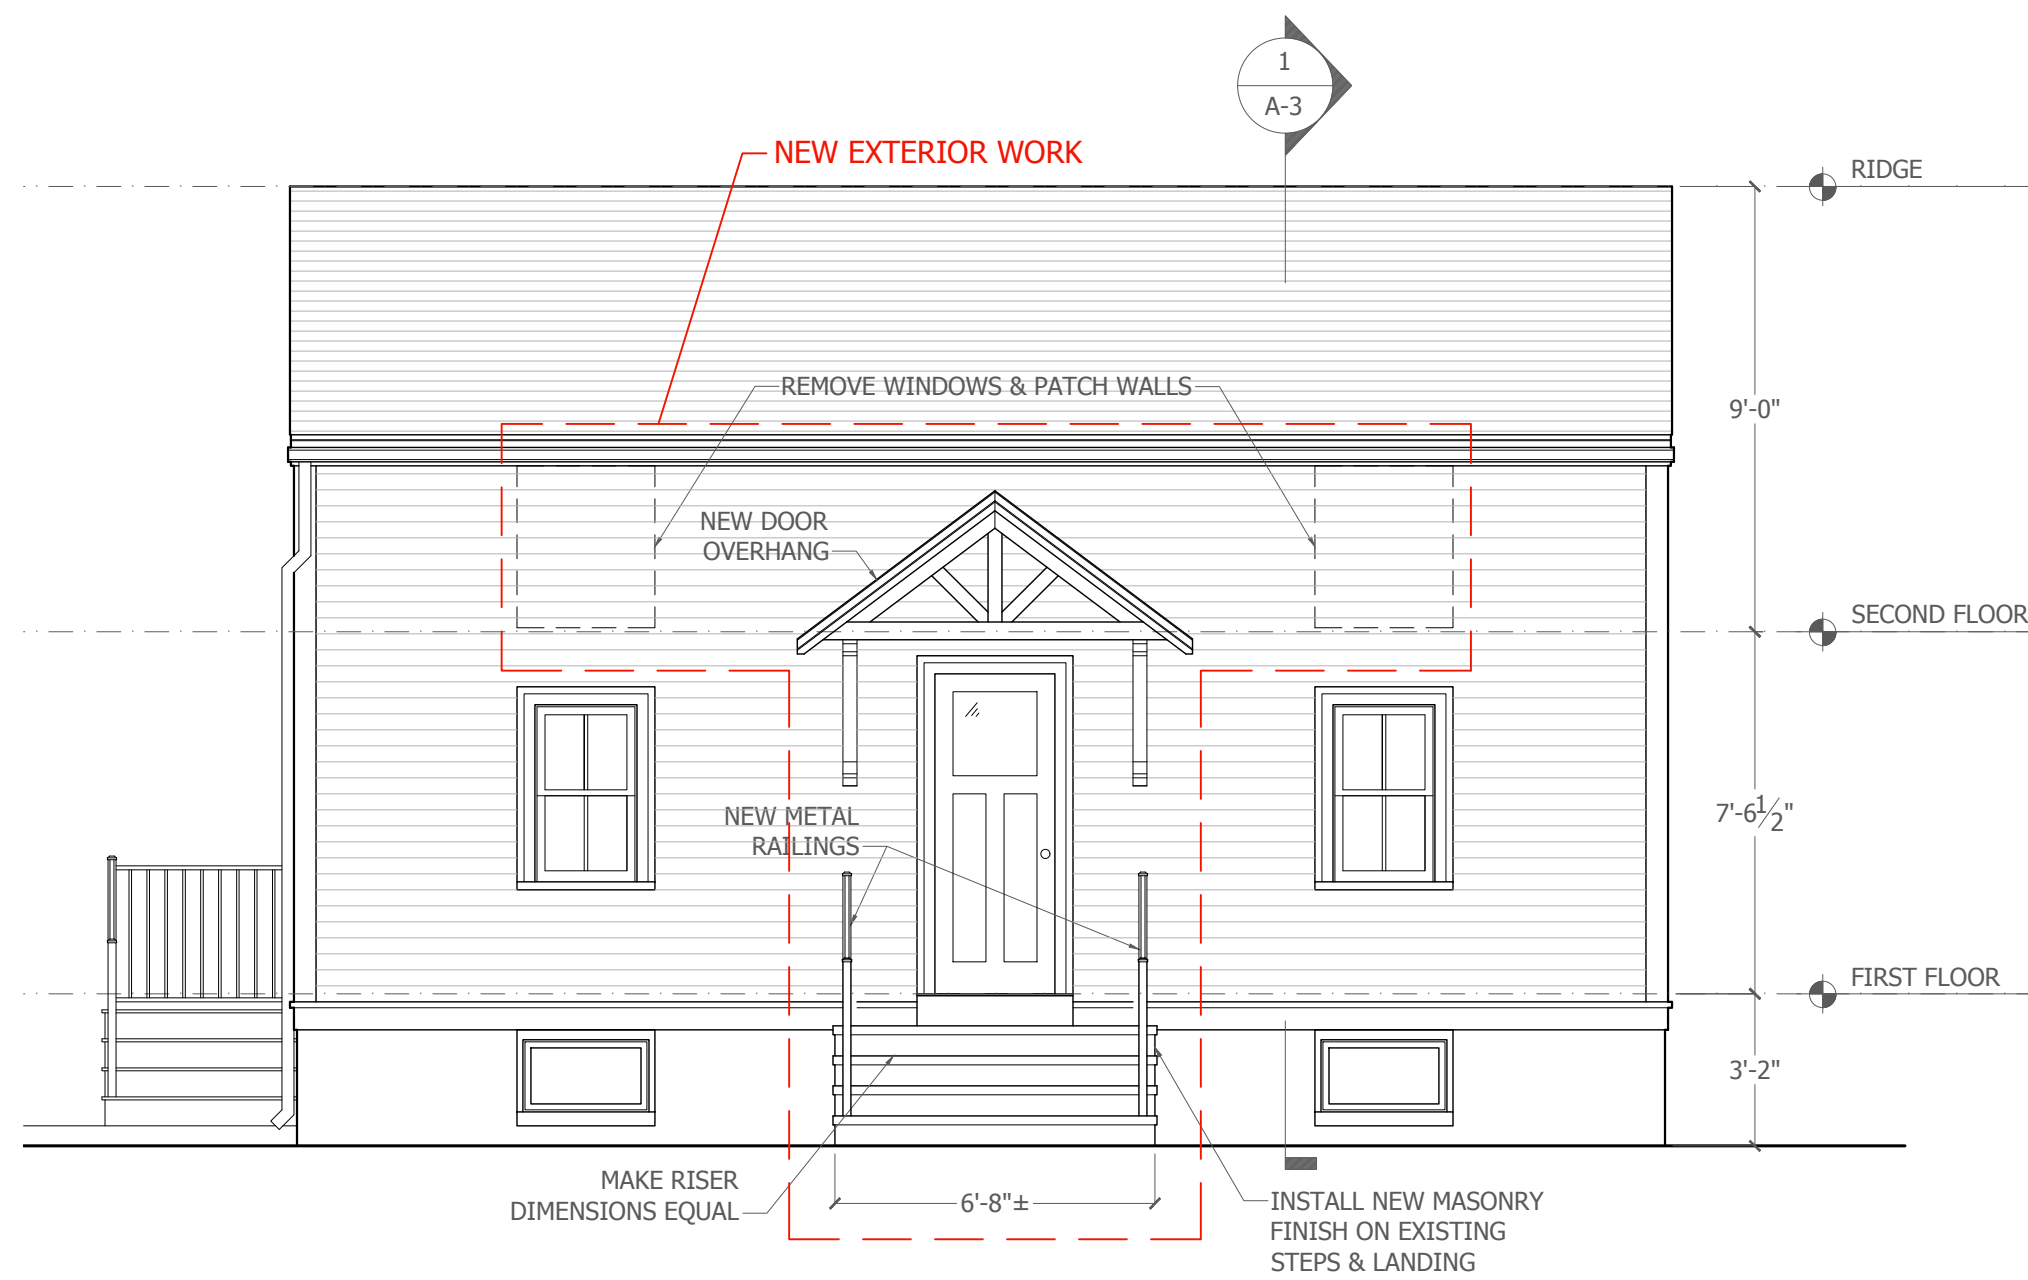 1
A-3
NEW EXTERIOR WORK
RIDGE
REMOVE WINDOWS & PATCH WALLS
9'-0"
NEW DOOR
OVERHANG
SECOND FLOOR
NEW METAL
RAILINGS
7'-6 1/2"
FIRST FLOOR
3'-2"
MAKE RISER
DIMENSIONS EQUAL
6'-8"±
INSTALL NEW MASONRY
FINISH ON EXISTING
STEPS & LANDING